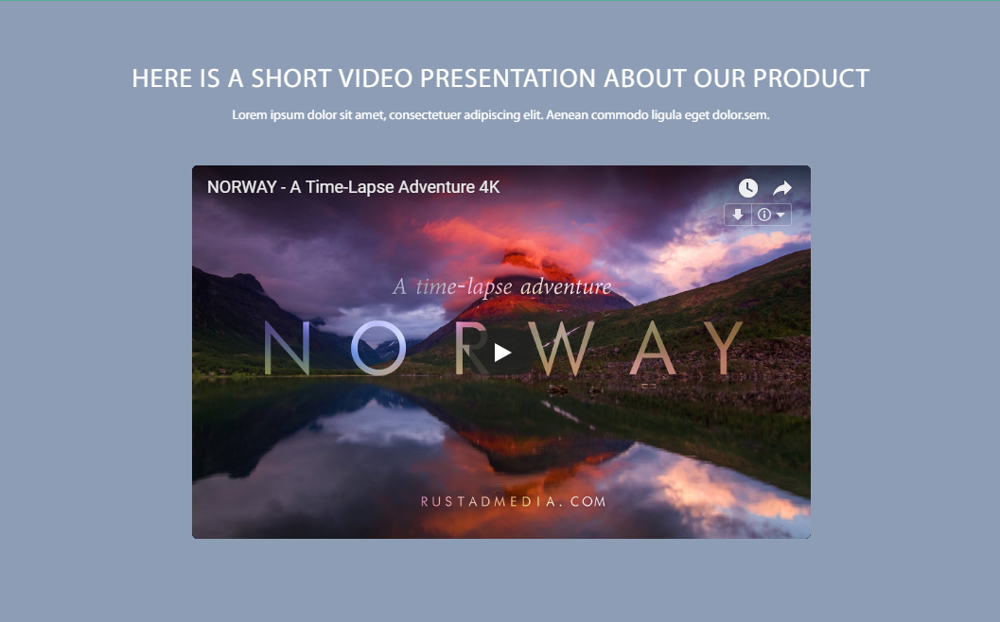 HERE IS A SHORT VIDEO PRESENTATION ABOUT OUR PRODUCT
Lorem ipsum dolor sit amet, consectetuer adipiscing elit. Aenean commodo ligula eget dolor.sem.
NORWAY - A Time-Lapse Adventure 4K
A time-lapse adventure
NORWAY
RUSTADMEDIA.COM